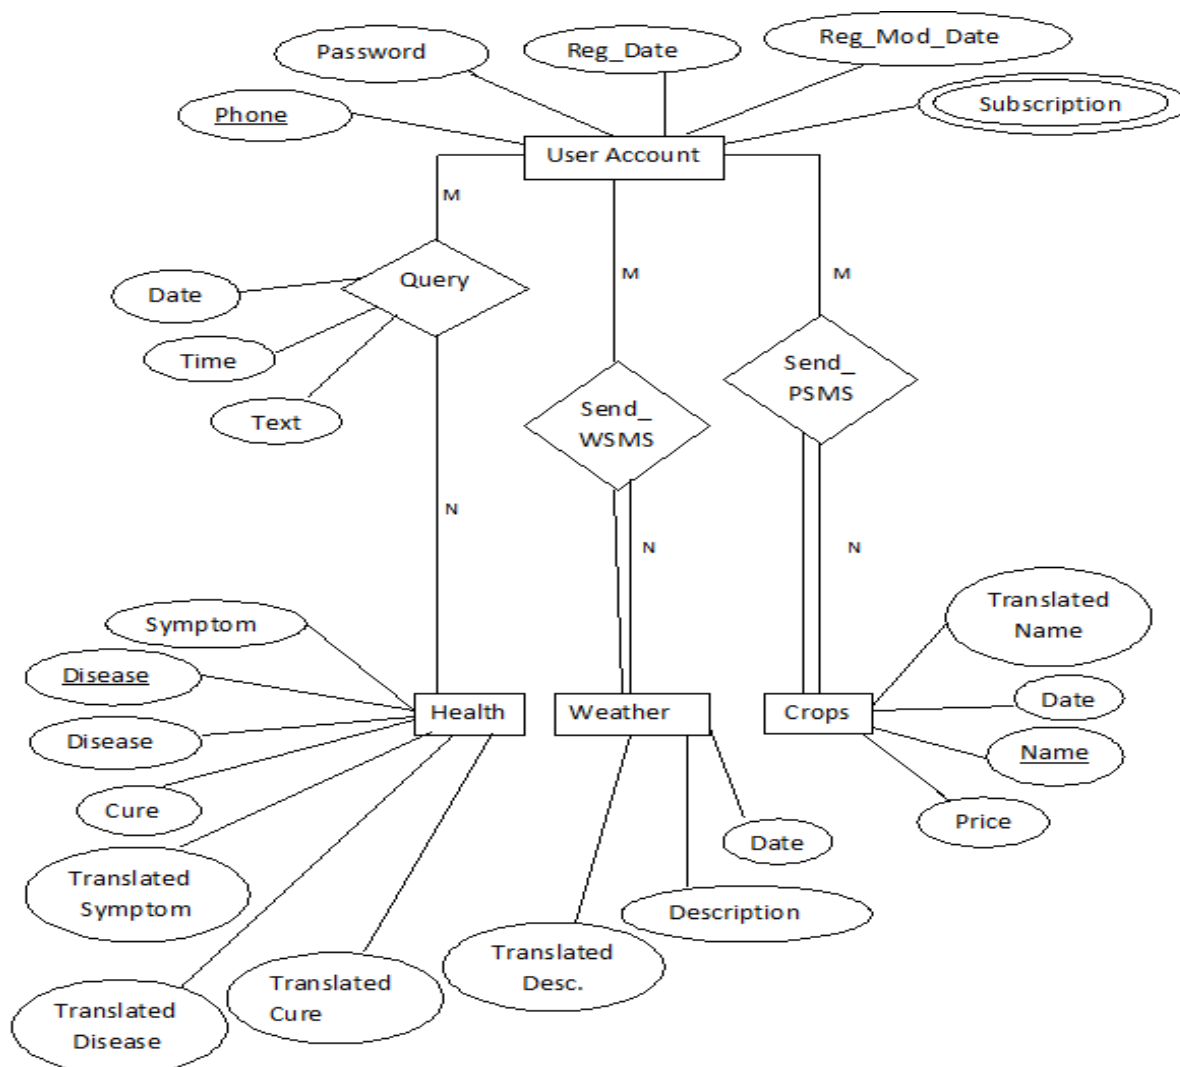 Password
Reg_Date
Reg_Mod_Date
Phone
Subscription
User Account
M
Query
Date
M
M
Time
Send_
PSMS
Text
Send_
WSMS
N
N
N
Translated
Name
Symptom
Disease
Date
Health
Weather
Crops
Disease
Name
Cure
Price
Date
Translated
Symptom
Description
Translated
Desc.
Translated
Cure
Translated
Disease